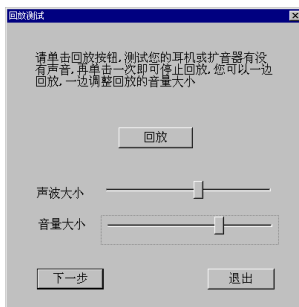 回放测试
请单击回放按钮,测试您的耳机或扩音器有没
有声音,再单击一次即可停止回放.您可以一边
回放,一边调整回放的音量大小
回放
声波大小
音量大小
下一步
退出